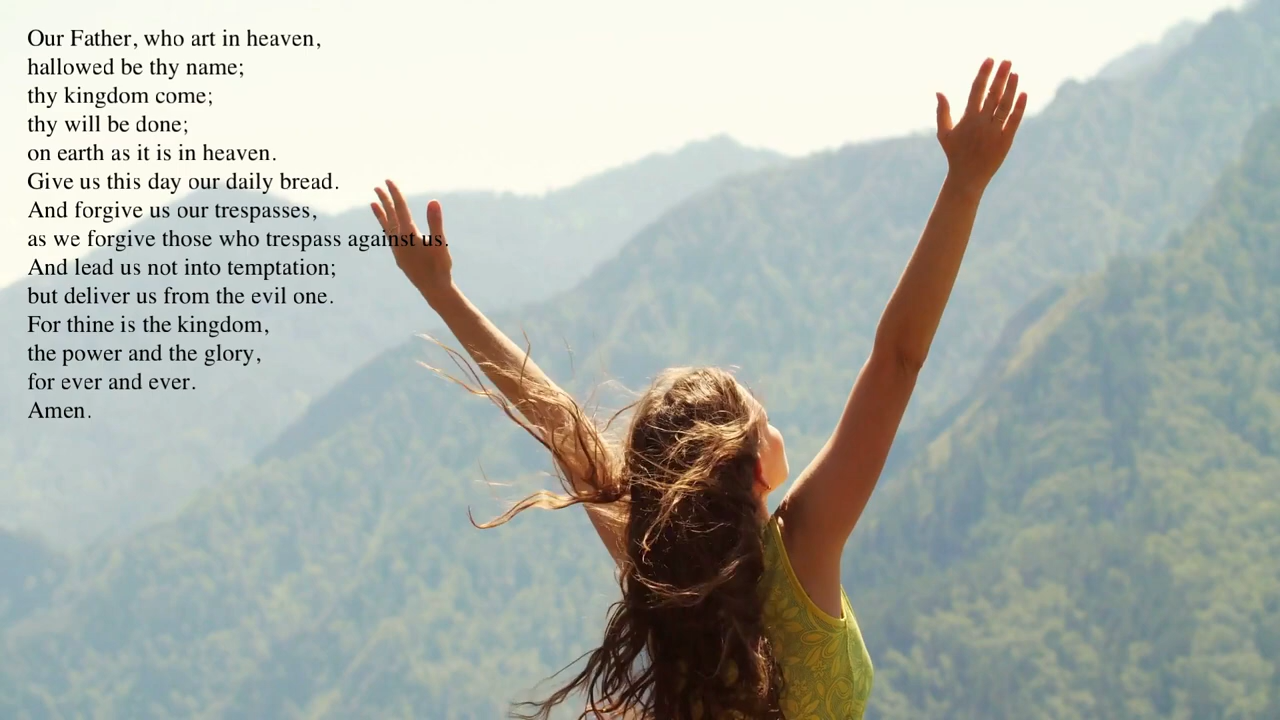 Our Father, who art in heaven,
hallowed be thy name;
thy kingdom come;
thy will be done;
on earth as it is in heaven.
Give us this day our daily bread.
And forgive us our trespasses,
as we forgive those who trespass against us.
And lead us not into temptation;
but deliver us from the evil one.
For thine is the kingdom,
the power and the glory,
for ever and ever.
Amen.